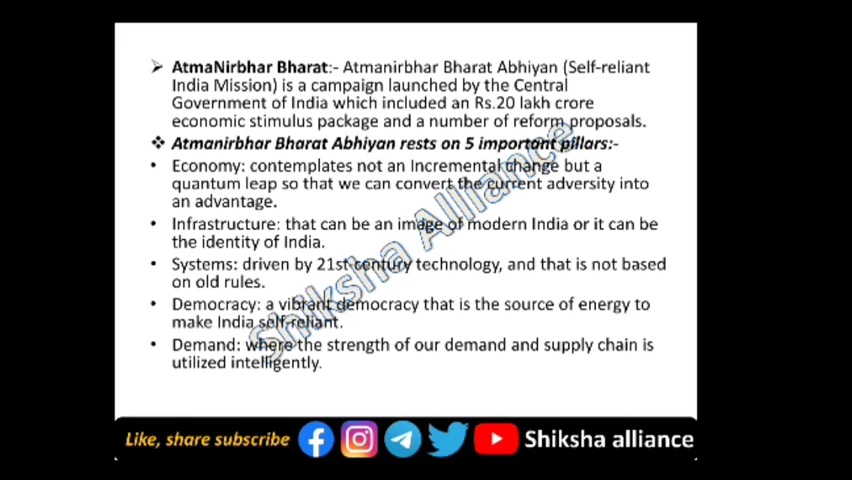 ➢ AtmaNirbhar Bharat:- Atmanirbhar Bharat Abhiyan (Self-reliant
India Mission) is a campaign launched by the Central
Government of India which included an Rs.20 lakh crore
economic stimulus package and a number of reform proposals.
❖ Atmanirbhar Bharat Abhiyan rests on 5 important pillars:-
• Economy: contemplates not an Incremental change but a
quantum leap so that we can convert the current adversity into
an advantage.
• Infrastructure: that can be an image of modern India or it can be
the identity of India.
• Systems: driven by 21st century technology, and that is not based
on old rules.
• Democracy: a vibrant democracy that is the source of energy to
make India self-reliant.
• Demand: where the strength of our demand and supply chain is
utilized intelligently.
Shiksha Alliance
Like, share subscribe Shiksha alliance